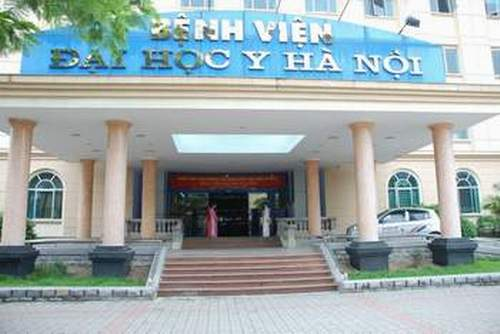 BỆNH VIỆN
ĐẠI HỌC Y HÀ NỘI